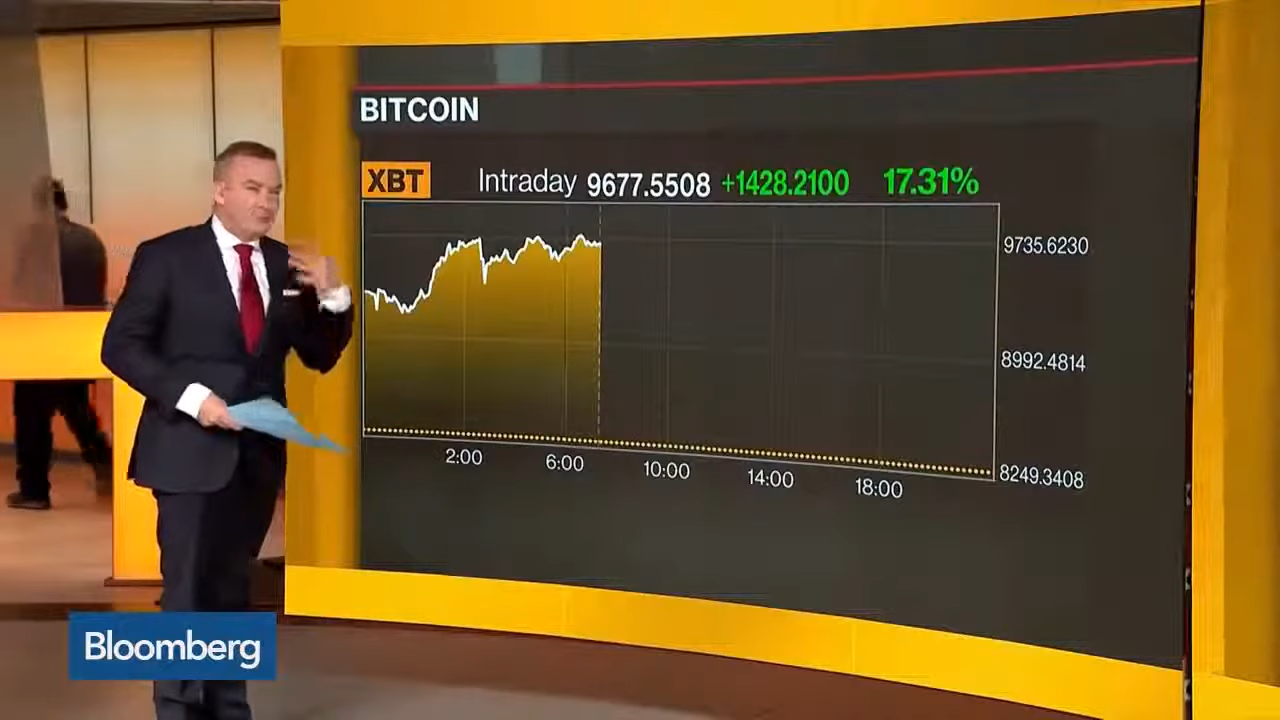 BITCOIN
XBT Intraday 9677.5508 +1428.2100 17.31%
9735.6230
8992.4814
8249.3408
2:00 6:00 10:00 14:00 18:00
Bloomberg